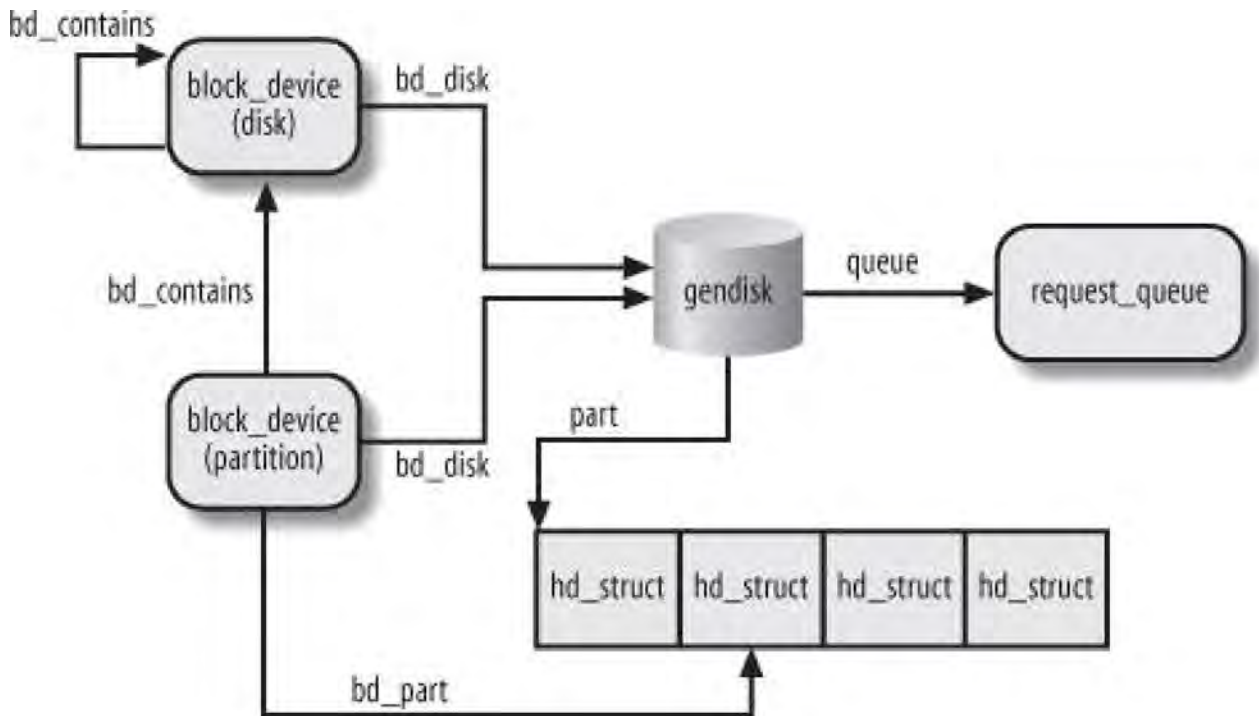 bd_contains
block_device
(disk)
bd_disk
bd_contains
gendisk
queue
request_queue
block_device
(partition)
bd_disk
part
hd_struct
hd_struct
hd_struct
hd_struct
bd_part